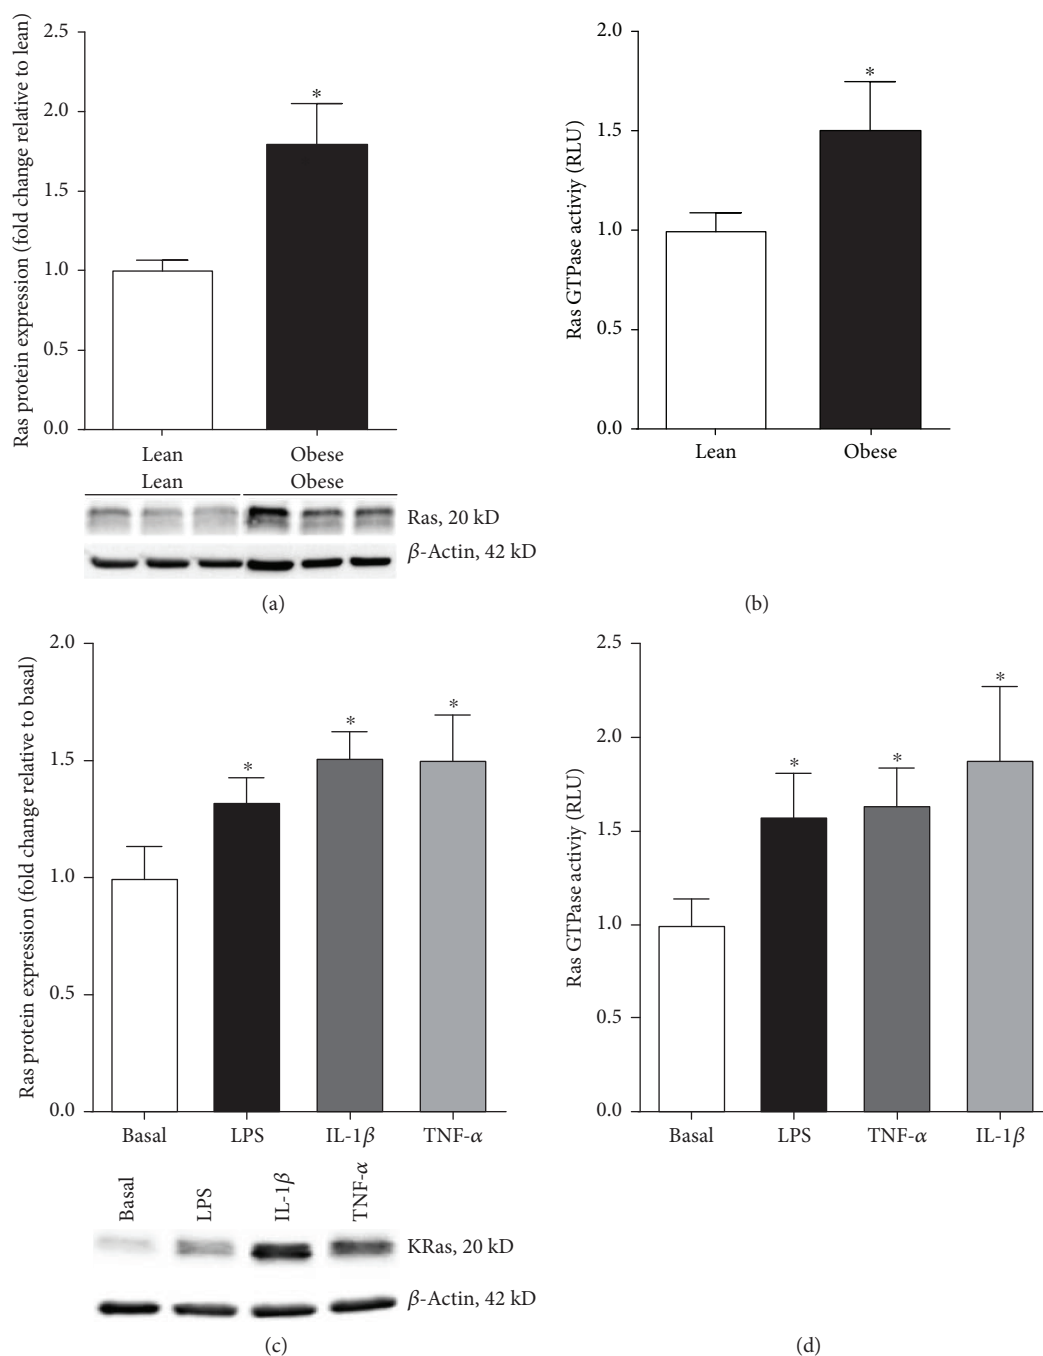 Ras protein expression (fold change relative to lean)
2.5
2.0
1.5
1.0
0.5
0.0
*
Lean Obese
Lean Obese
Ras, 20 kD
β-Actin, 42 kD
(a)
Ras GTPase activiy (RLU)
2.0
1.5
1.0
0.5
0.0
*
Lean Obese
(b)
Ras protein expression (fold change relative to basal)
2.0
1.5
1.0
0.5
0.0
* * *
Basal LPS IL-1β TNF-α
Basal LPS IL-1β TNF-α
KRas, 20 kD
β-Actin, 42 kD
(c)
Ras GTPase activiy (RLU)
2.5
2.0
1.5
1.0
0.5
0.0
* * *
Basal LPS TNF-α IL-1β
(d)